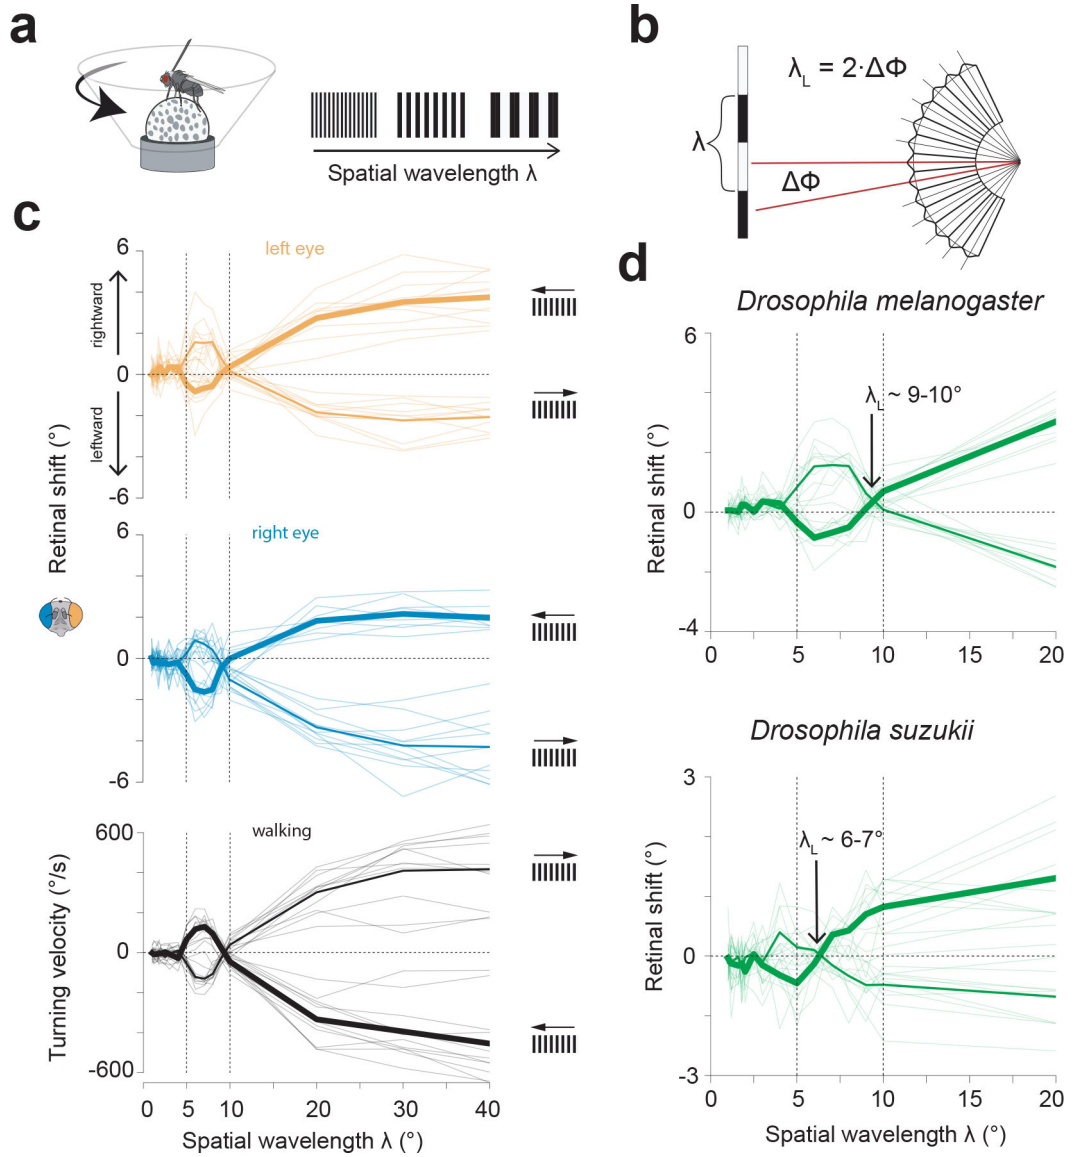 a
Spatial wavelength λ
b
λL = 2·ΔΦ
λ
ΔΦ
c
Retinal shift (°)
6
left eye
rightward
0
leftward
-6
6
right eye
0
-6
Turning velocity (°/s)
600
walking
0
-600
0 5 10 20 30 40
Spatial wavelength λ (°)
d
Drosophila melanogaster
Retinal shift (°)
6
λL ~ 9-10°
0
-4
0 5 10 15 20
Drosophila suzukii
Retinal shift (°)
3
λL ~ 6-7°
0
-3
0 5 10 15 20
Spatial wavelength λ (°)